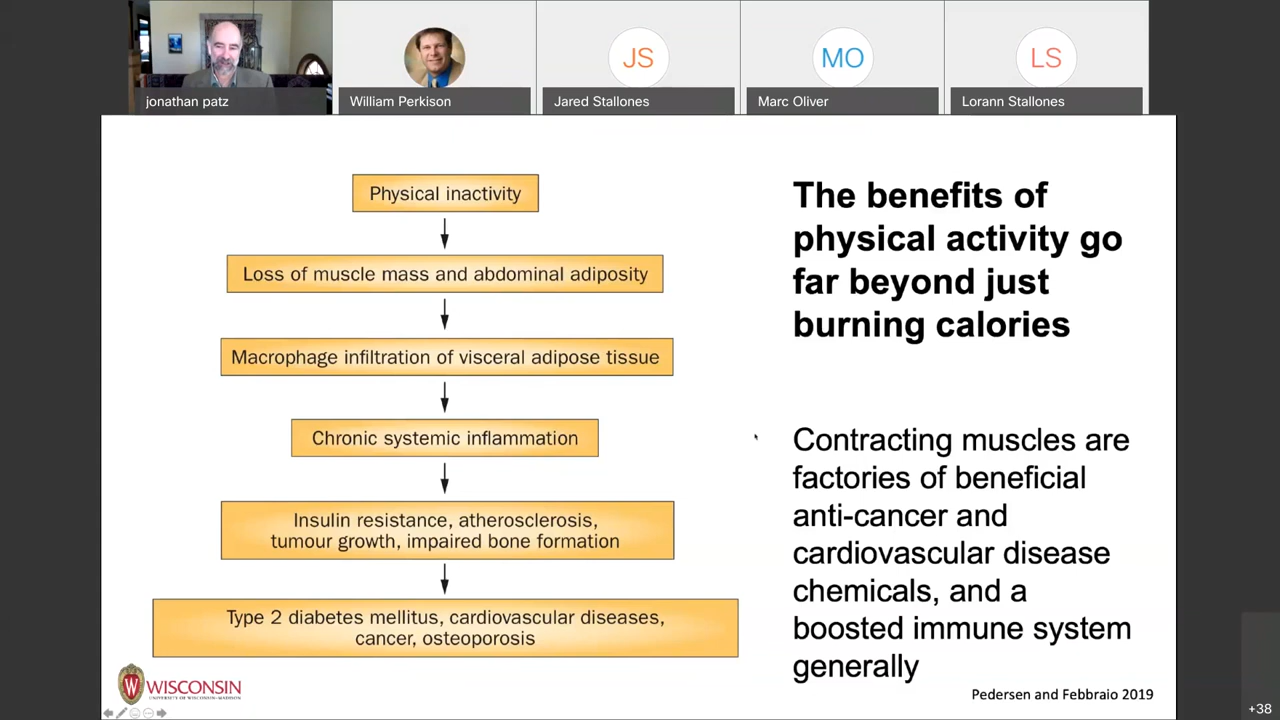 JS
MO
LS
jonathan patz
William Perkison
Jared Stallones
Marc Oliver
Lorann Stallones
Physical inactivity
Loss of muscle mass and abdominal adiposity
Macrophage infiltration of visceral adipose tissue
Chronic systemic inflammation
Insulin resistance, atherosclerosis,
tumour growth, impaired bone formation
Type 2 diabetes mellitus, cardiovascular diseases,
cancer, osteoporosis
The benefits of
physical activity go
far beyond just
burning calories
Contracting muscles are
factories of beneficial
anti-cancer and
cardiovascular disease
chemicals, and a
boosted immune system
generally
W
WISCONSIN
UNIVERSITY OF WISCONSIN–MADISON
Pedersen and Febbraio 2019
+38